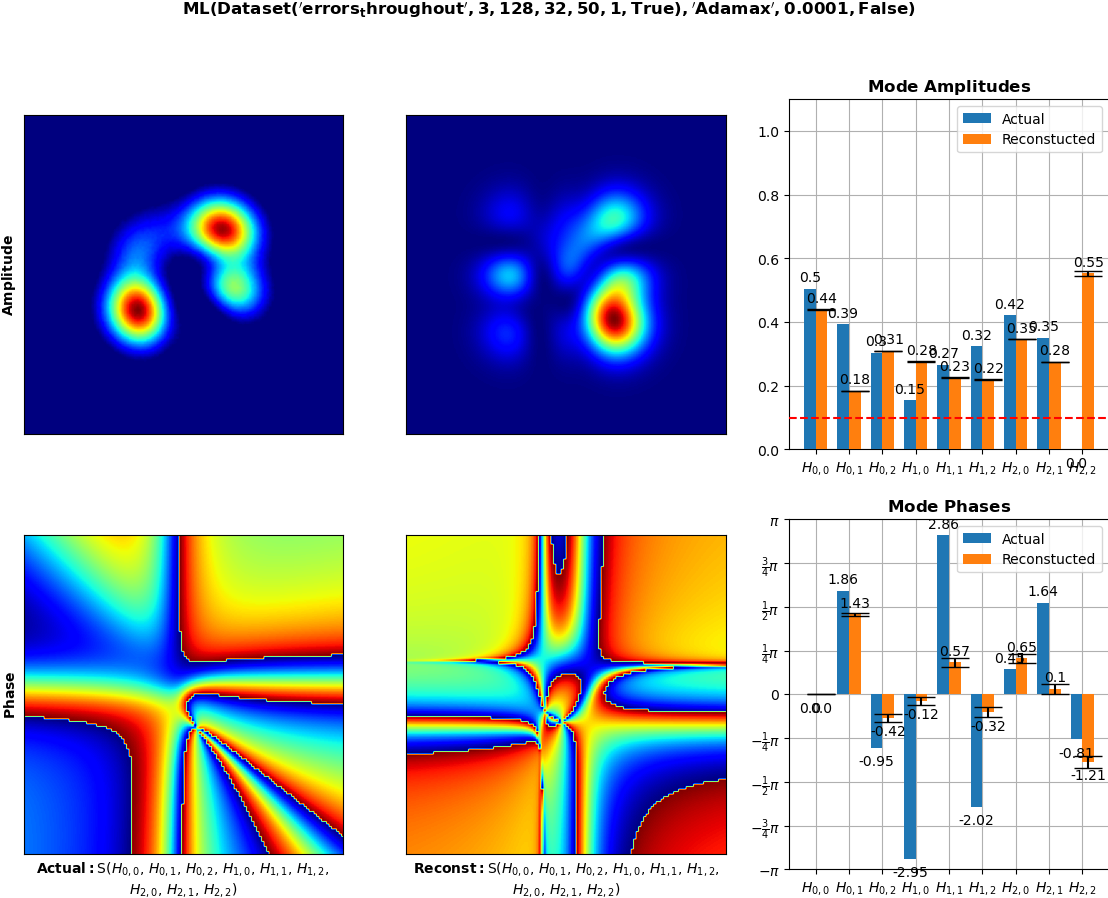 ML(Dataset('errors_throughout', 3, 128, 32, 50, 1, True), 'Adamax', 0.0001, False)
Amplitude
Mode Amplitudes
Actual
Reconstucted
1.0
0.8
0.6
0.4
0.2
0.0
0.5
0.44
0.39
0.18
0.3
0.31
0.15
0.28
0.27
0.23
0.32
0.22
0.42
0.35
0.35
0.28
0.0
0.55
H0,0 H0,1 H0,2 H1,0 H1,1 H1,2 H2,0 H2,1 H2,2
Phase
Actual: S(H0,0, H0,1, H0,2, H1,0, H1,1, H1,2,
H2,0, H2,1, H2,2)
Reconst: S(H0,0, H0,1, H0,2, H1,0, H1,1, H1,2,
H2,0, H2,1, H2,2)
Mode Phases
Actual
Reconstucted
π
3/4π
1/2π
1/4π
0
−1/4π
−1/2π
−3/4π
−π
0.0
0.0
1.86
1.43
-0.95
-0.42
-2.95
-0.12
2.86
0.57
-2.02
-0.32
0.45
0.65
1.64
0.1
-0.81
-1.21
H0,0 H0,1 H0,2 H1,0 H1,1 H1,2 H2,0 H2,1 H2,2